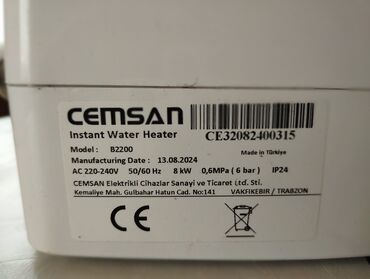 CEMSAN
Instant Water Heater
CE32082400315
Model : B2200
Made in Türkiye
Manufacturing Date : 13.08.2024
AC 220-240V 50/60 Hz 8 kW 0,6MPa ( 6 bar ) IP24
CEMSAN Elektrikli Cihazlar Sanayi ve Ticaret Ltd. Sti.
Kemaliye Mah. Gulbahar Hatun Cad. No:141 VAKFIKEBIR / TRABZON
CE